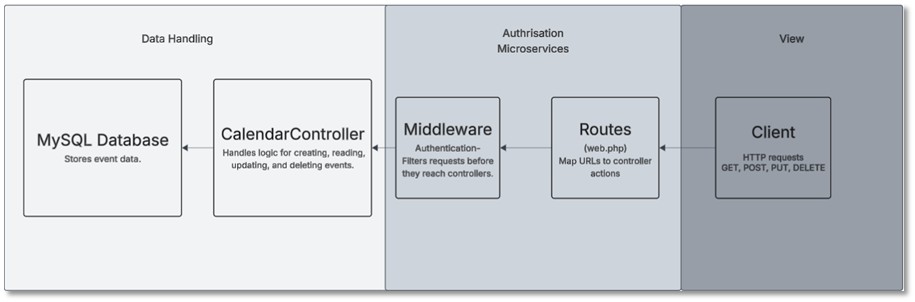 Data Handling
Authrisation
Microservices
View
MySQL Database
Stores event data.
CalendarController
Handles logic for creating, reading,
updating, and deleting events.
Middleware
Authentication-
Filters requests before
they reach controllers.
Routes
(web.php)
Map URLs to controller
actions
Client
HTTP requests
GET, POST, PUT, DELETE